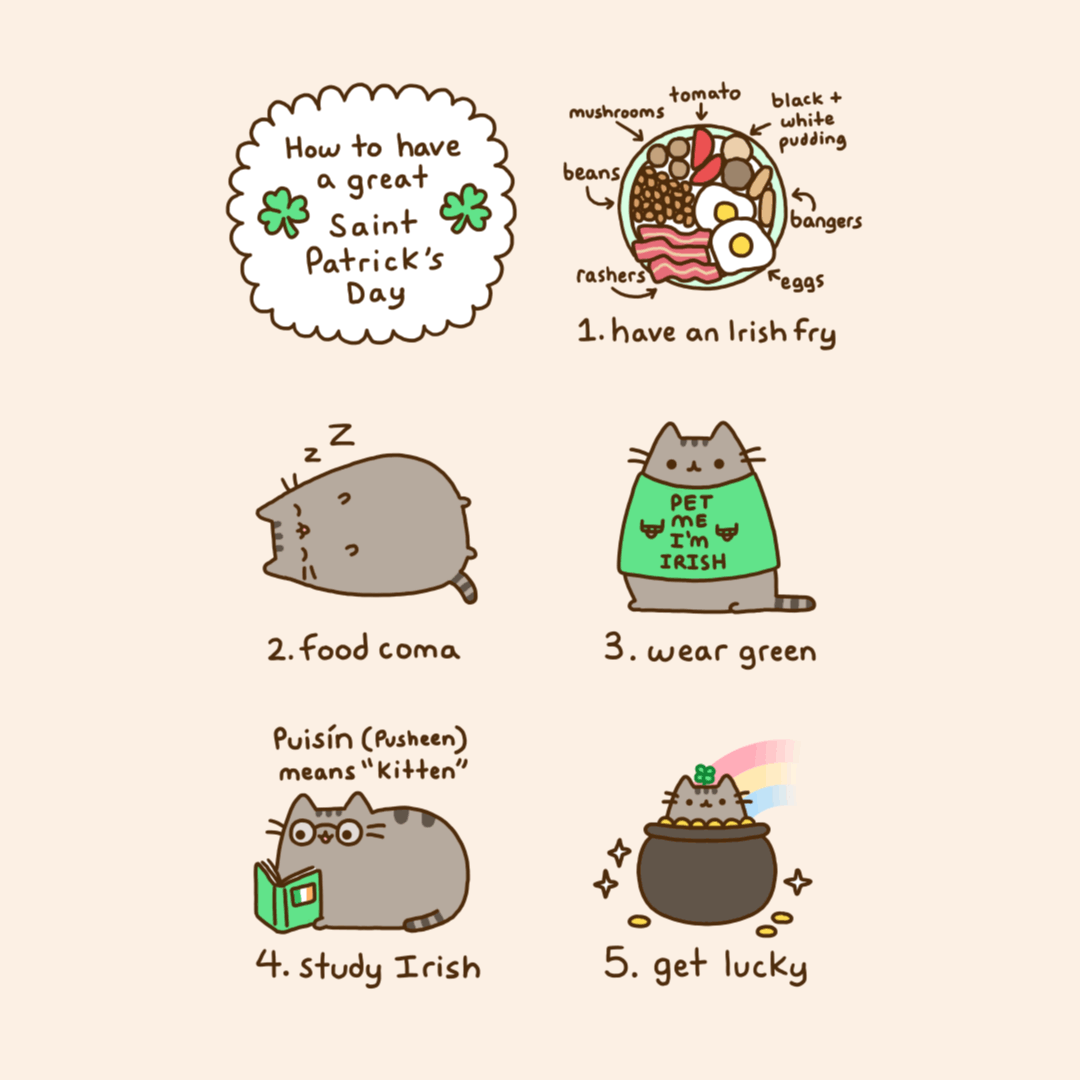 How to have
a great
Saint
Patrick's
Day
mushrooms
tomato
black +
white
pudding
beans
bangers
rashers
eggs
1. have an Irish fry
z Z
2. food coma
PET
ME
I'm
IRISH
3. wear green
Puisín (Pusheen)
means "kitten"
4. study Irish
5. get lucky